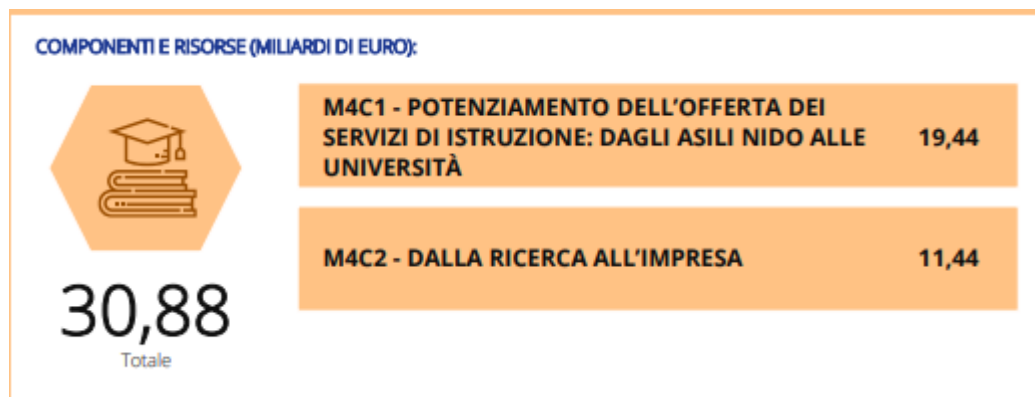 COMPONENTI E RISORSE (MILIARDI DI EURO):
M4C1 - POTENZIAMENTO DELL’OFFERTA DEI
SERVIZI DI ISTRUZIONE: DAGLI ASILI NIDO ALLE
UNIVERSITÀ
19,44
M4C2 - DALLA RICERCA ALL’IMPRESA
11,44
30,88
Totale